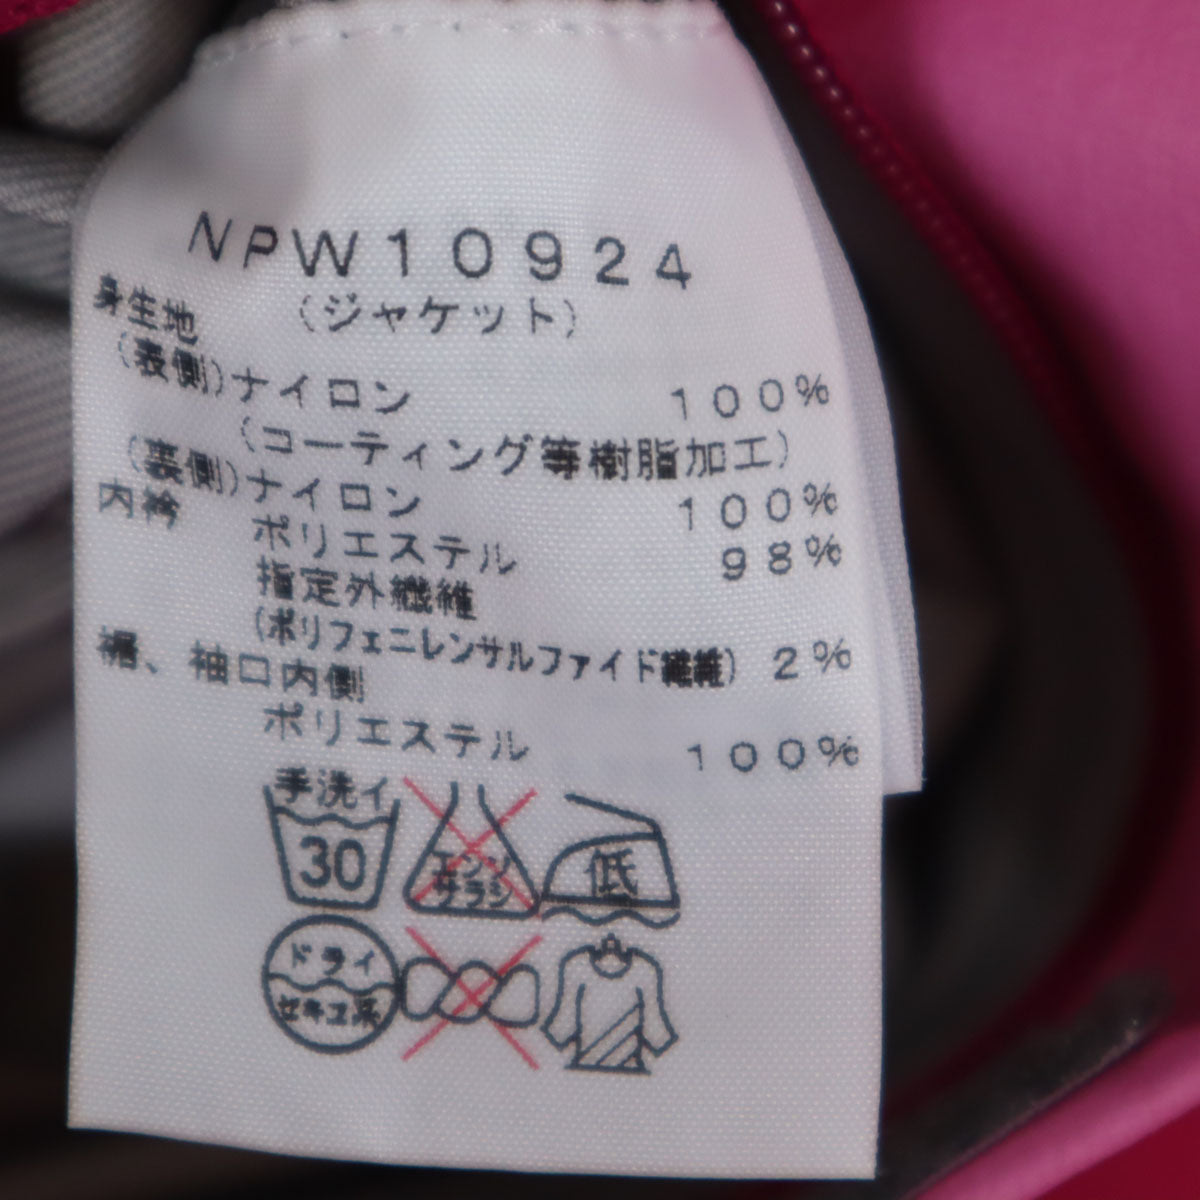 NPW10924
(ジャケット)
身生地
(表側)ナイロン 100%
(コーティング等樹脂加工)
(裏側)ナイロン 100%
内衿
ポリエステル 98%
指定外繊維
(ポリフェニレンサルファイド繊維) 2%
裾、袖口内側
ポリエステル 100%
手洗イ
30
エンソ
サラシ
低
ドライ
セキユ系